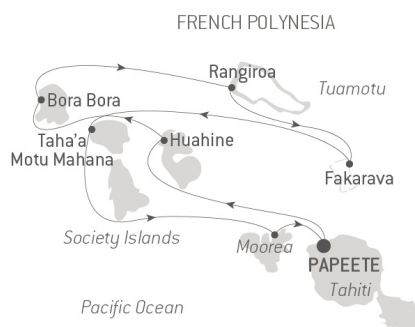 FRENCH POLYNESIA
Rangiroa
Tuamotu
Bora Bora
Taha'a
Motu Mahana
Huahine
Fakarava
Society Islands
Moorea
PAPEETE
Tahiti
Pacific Ocean